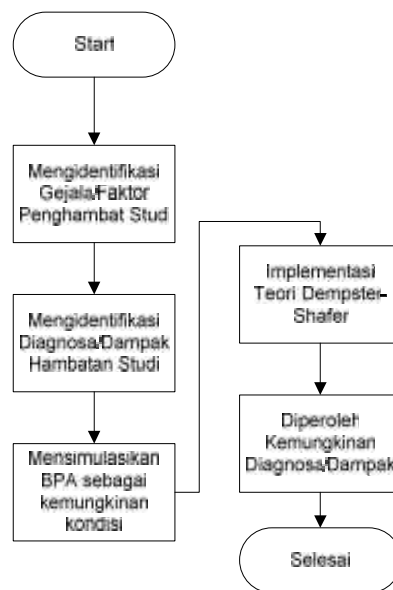 Start
Mengidentifikasi
Gejala/Faktor
Penghambat Stud
Mengidentifikasi
Diagnosa/Dampak
Hambatan Studi
Mensimulasikan
BPA sebagai
kemungkinan
kondisi
Implementasi
Teori Dempster-
Shafer
Diperoleh
Kemungkinan
Diagnosa/Dampak
Selesai